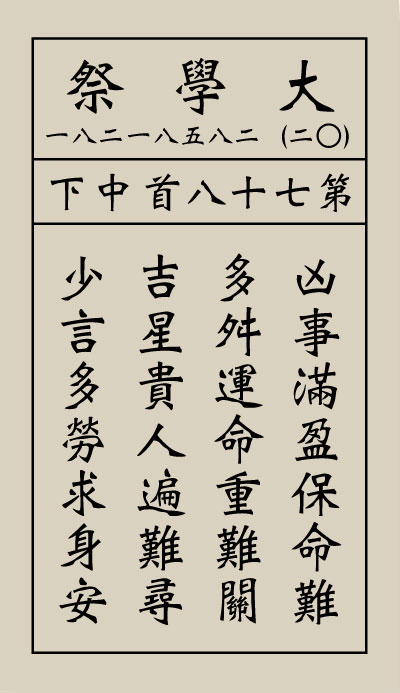 大學祭
(〇二) 二八五八一二八一
第七十八首中下
凶事滿盈保命難
多舛運命重難關
吉星貴人遍難尋
少言多勞求身安